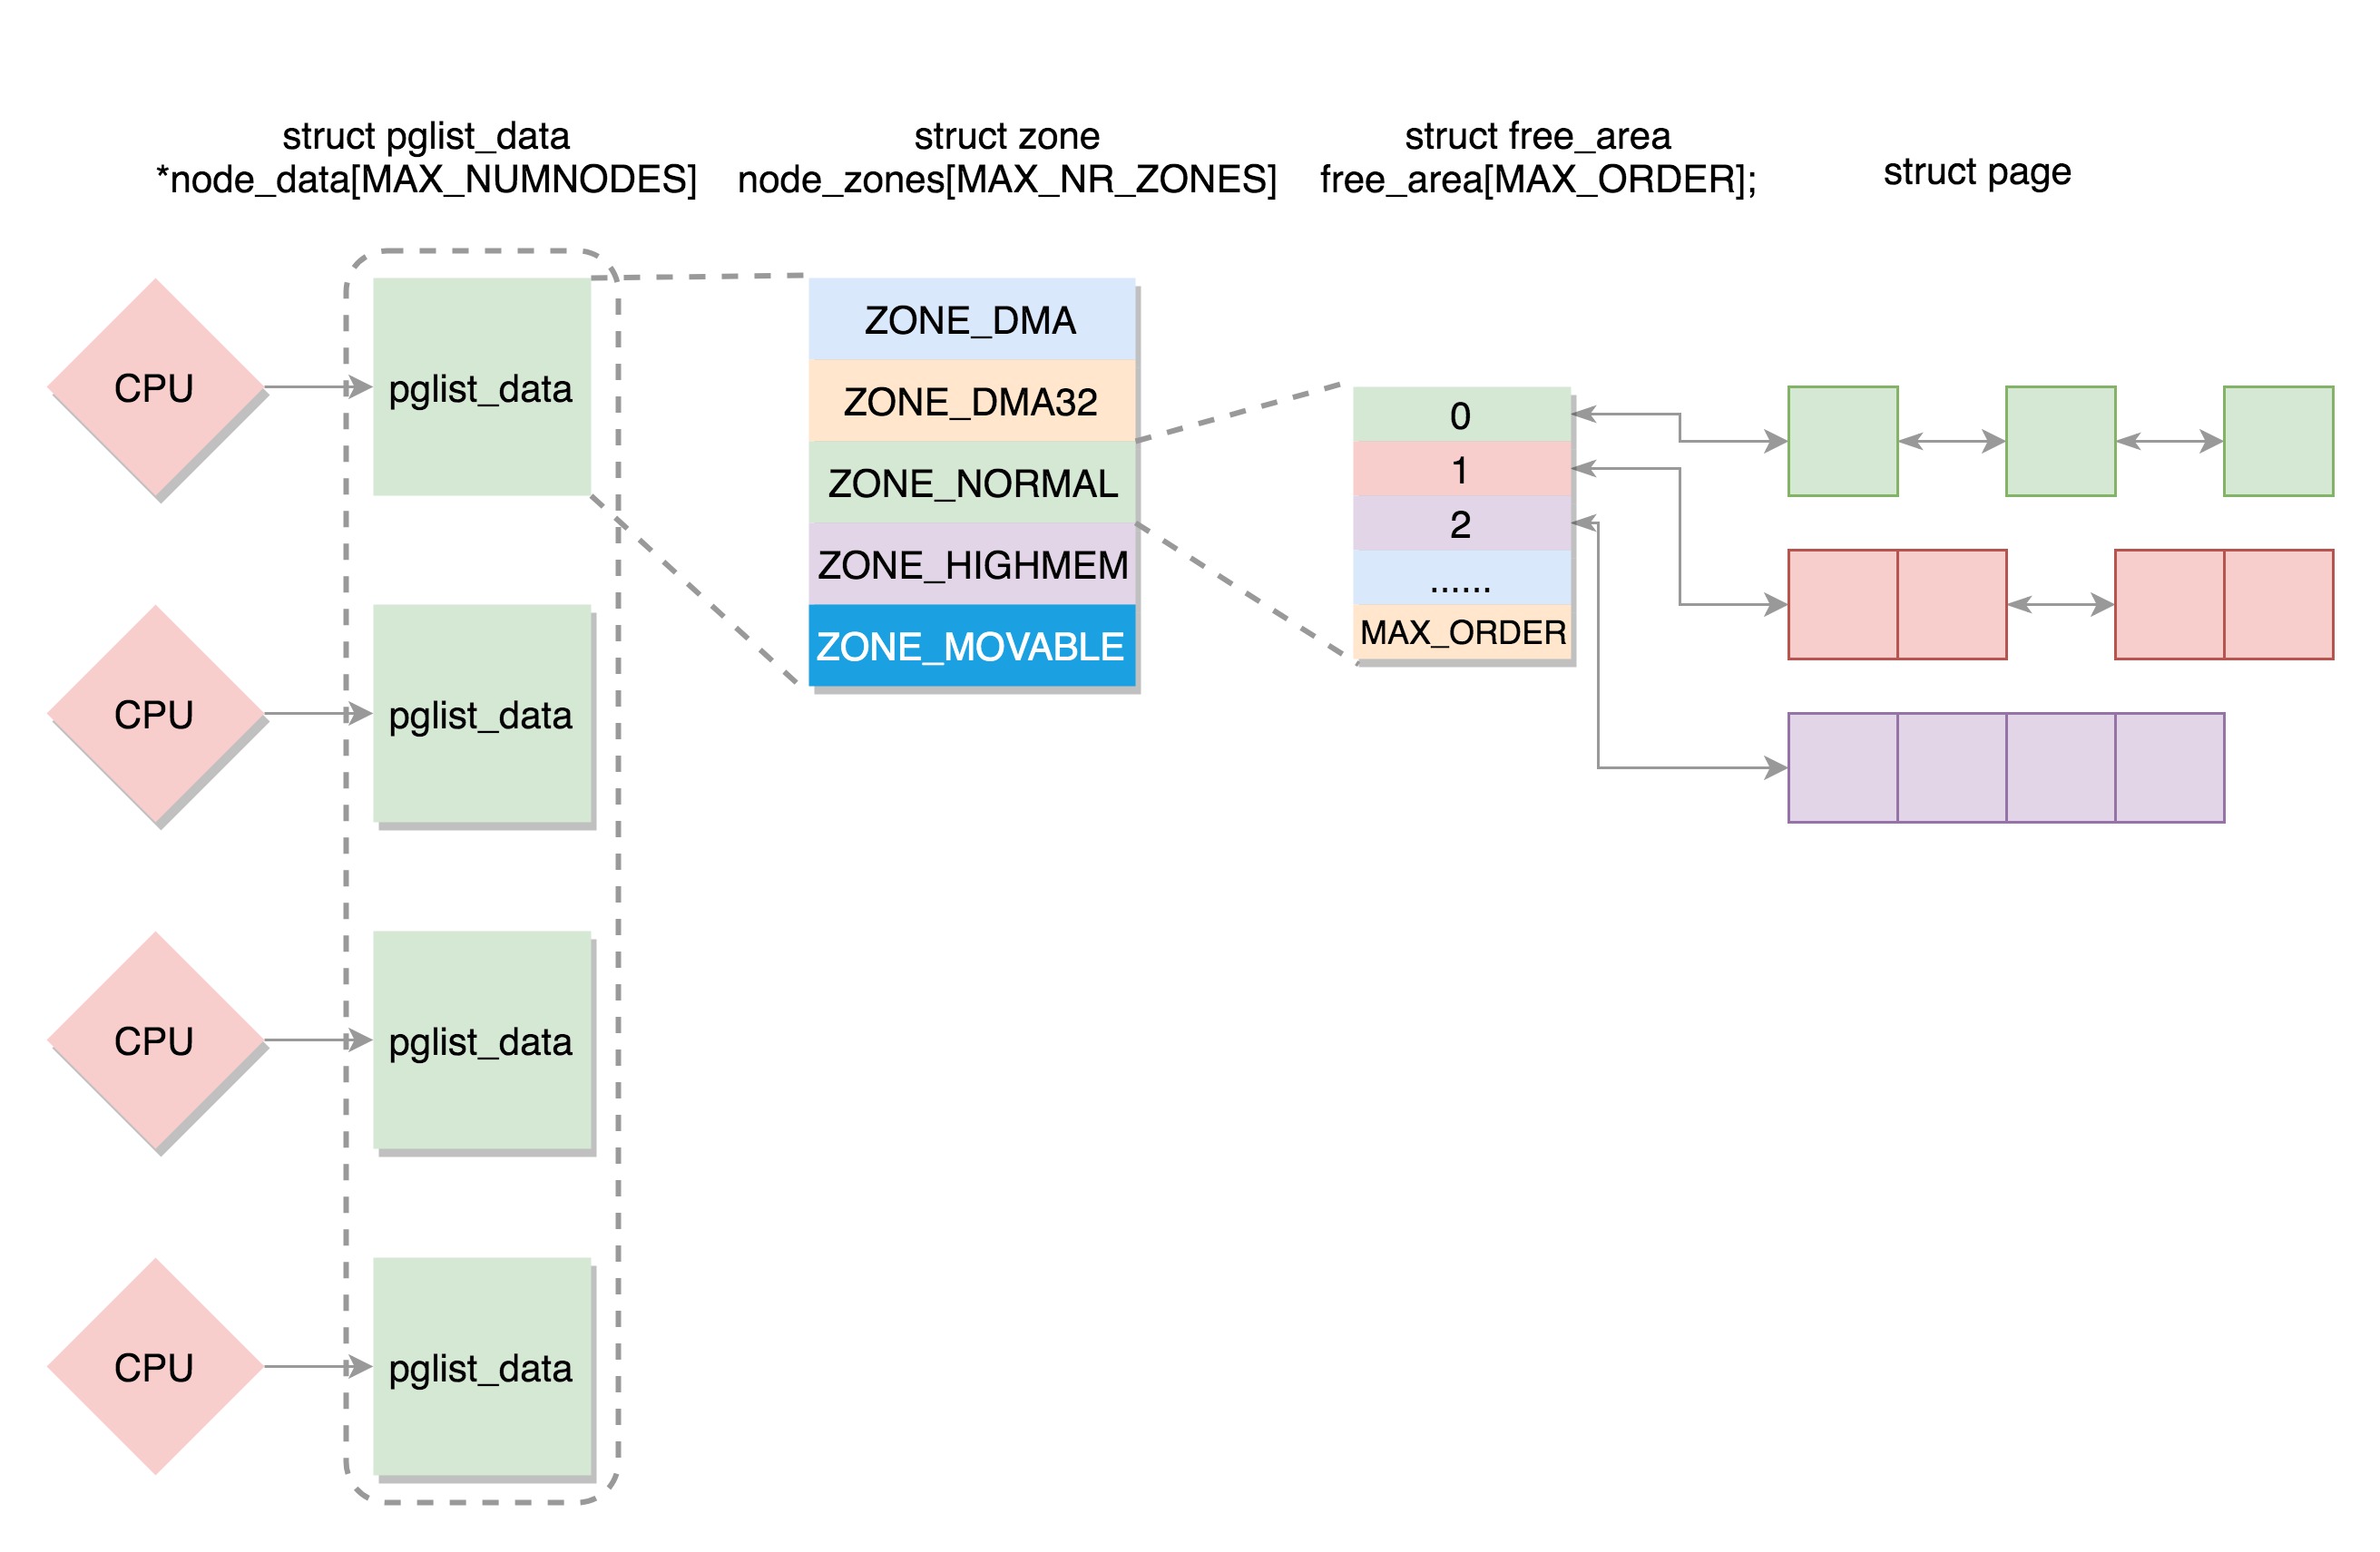 struct pglist_data
*node_data[MAX_NUMNODES]
struct zone
node_zones[MAX_NR_ZONES]
struct free_area
free_area[MAX_ORDER];
struct page
CPU
pglist_data
CPU
pglist_data
CPU
pglist_data
CPU
pglist_data
ZONE_DMA
ZONE_DMA32
ZONE_NORMAL
ZONE_HIGHMEM
ZONE_MOVABLE
0
1
2
......
MAX_ORDER